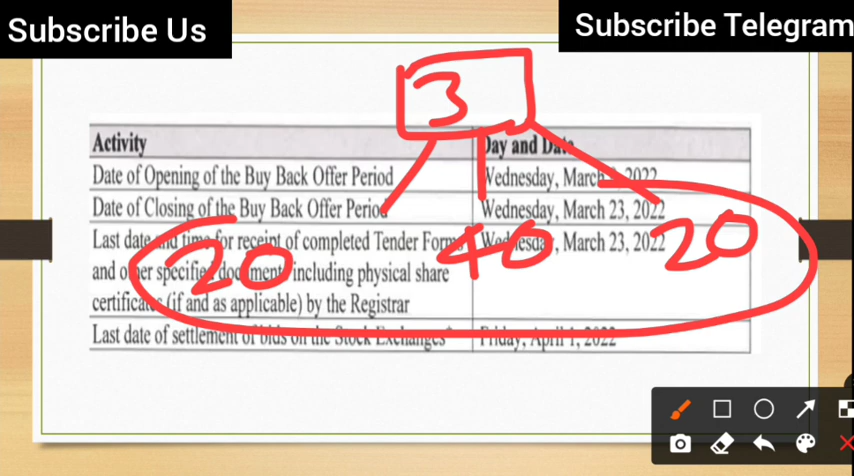 Subscribe Us
Subscribe Telegram
3
Activity Day and Date
Date of Opening of the Buy Back Offer Period Wednesday, March 2022
Date of Closing of the Buy Back Offer Period Wednesday, March 23, 2022
Last date and time for receipt of completed Tender Form Wednesday, March 23, 2022
and other specified documents including physical share
certificates (if and as applicable) by the Registrar
20 40 20
Last date of settlement of bids on the Stock Exchanges* Friday, April 1, 2022